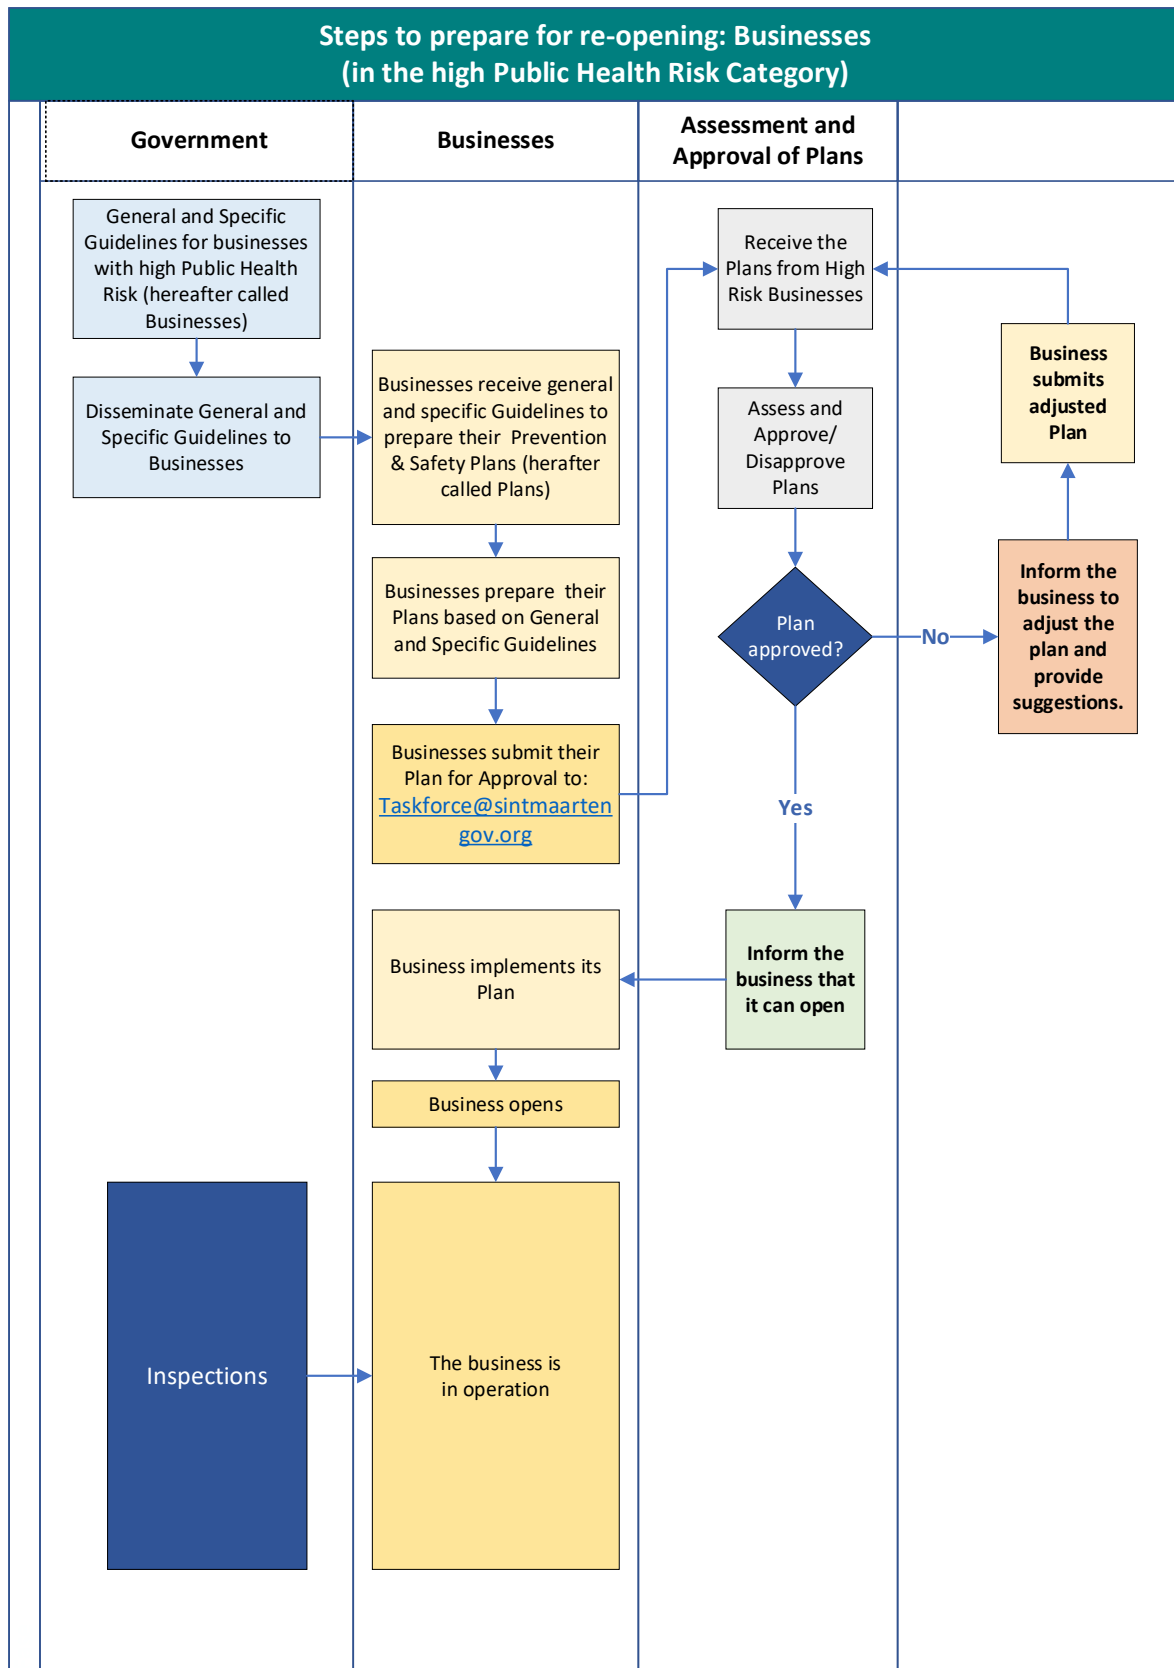 Steps to prepare for re-opening: Businesses
(in the high Public Health Risk Category)
Government
Businesses
Assessment and
Approval of Plans
General and Specific
Guidelines for businesses
with high Public Health
Risk (hereafter called
Businesses)
Disseminate General and
Specific Guidelines to
Businesses
Businesses receive general
and specific Guidelines to
prepare their Prevention
& Safety Plans (herafter
called Plans)
Businesses prepare their
Plans based on General
and Specific Guidelines
Businesses submit their
Plan for Approval to:
Taskforce@sintmaarten
gov.org
Receive the
Plans from High
Risk Businesses
Assess and
Approve/
Disapprove
Plans
Plan
approved?
No
Inform the
business to
adjust the
plan and
provide
suggestions.
Business
submits
adjusted
Plan
Yes
Inform the
business that
it can open
Business implements its
Plan
Business opens
Inspections
The business is
in operation